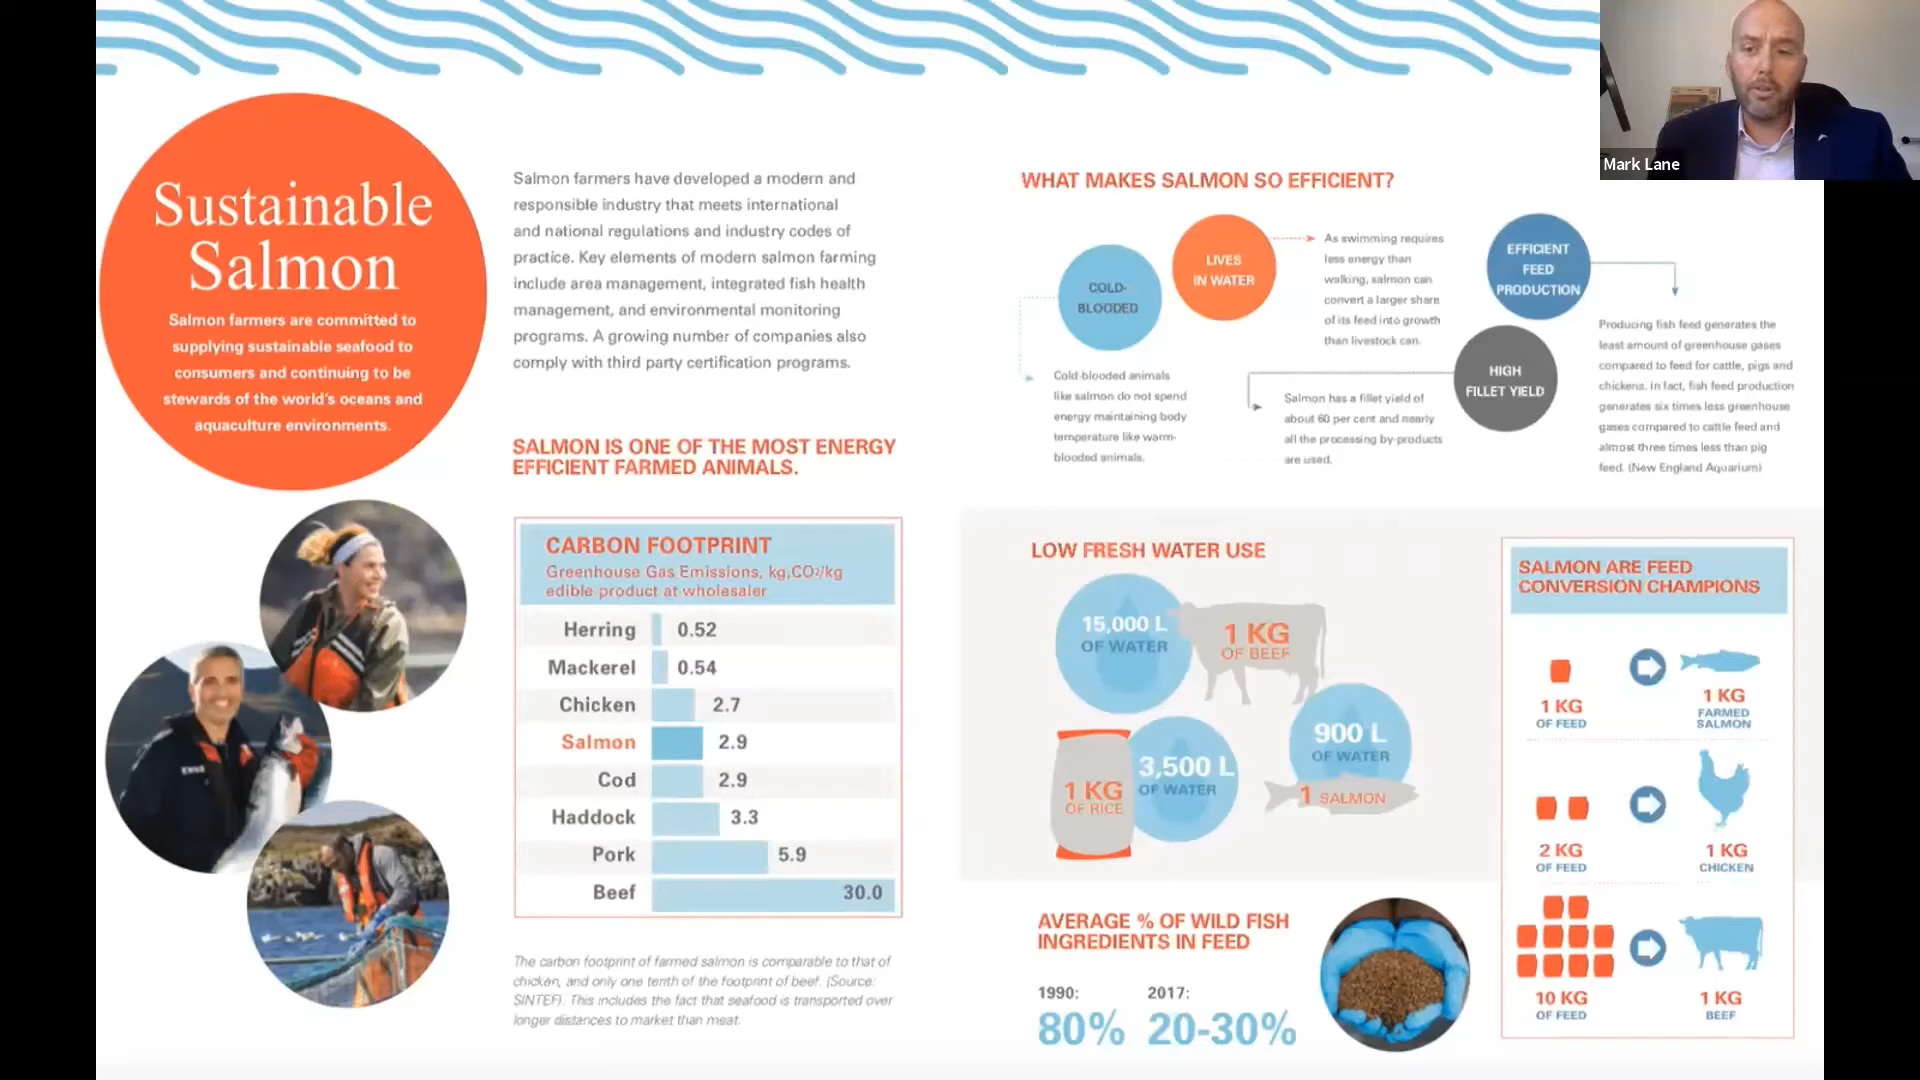 Mark Lane
Sustainable
Salmon
Salmon farmers are committed to
supplying sustainable seafood to
consumers and continuing to be
stewards of the world's oceans and
aquaculture environments.
Salmon farmers have developed a modern and
responsible industry that meets international
and national regulations and industry codes of
practice. Key elements of modern salmon farming
include area management, integrated fish health
management, and environmental monitoring
programs. A growing number of companies also
comply with third party certification programs.
SALMON IS ONE OF THE MOST ENERGY
EFFICIENT FARMED ANIMALS.
CARBON FOOTPRINT
Greenhouse Gas Emissions, kg,CO²/kg
edible product at wholesaler
Herring 0.52
Mackerel 0.54
Chicken 2.7
Salmon 2.9
Cod 2.9
Haddock 3.3
Pork 5.9
Beef 30.0
The carbon footprint of farmed salmon is comparable to that of
chicken, and only one tenth of the footprint of beef. (Source:
SINTEF). This includes the fact that seafood is transported over
longer distances to market than meat.
WHAT MAKES SALMON SO EFFICIENT?
COLD-
BLOODED
Cold-blooded animals
like salmon do not spend
energy maintaining body
temperature like warm-
blooded animals.
LIVES
IN WATER
As swimming requires
less energy than
walking, salmon can
convert a larger share
of its feed into growth
than livestock can.
HIGH
FILLET YIELD
Salmon has a fillet yield of
about 60 per cent and nearly
all the processing by-products
are used.
EFFICIENT
FEED
PRODUCTION
Producing fish feed generates the
least amount of greenhouse gases
compared to feed for cattle, pigs and
chickens. In fact, fish feed production
generates six times less greenhouse
gases compared to cattle feed and
almost three times less than pig
feed. (New England Aquarium)
LOW FRESH WATER USE
15,000 L
OF WATER
1 KG
OF BEEF
1 KG
OF RICE
3,500 L
OF WATER
900 L
OF WATER
1 SALMON
AVERAGE % OF WILD FISH
INGREDIENTS IN FEED
1990: 2017:
80% 20-30%
SALMON ARE FEED
CONVERSION CHAMPIONS
1 KG
OF FEED
1 KG
FARMED
SALMON
2 KG
OF FEED
1 KG
CHICKEN
10 KG
OF FEED
1 KG
BEEF